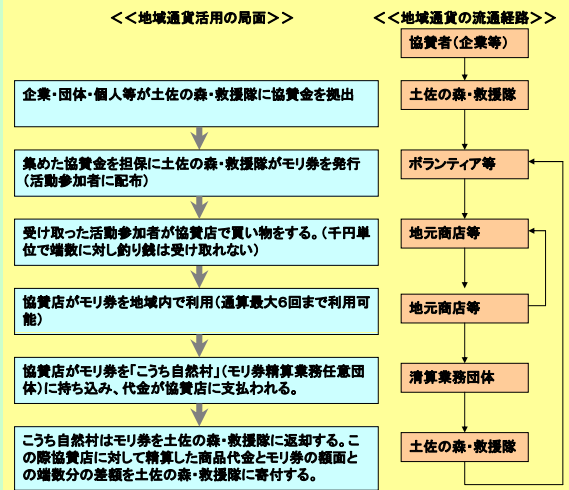 <<地域通貨活用の局面>>
企業・団体・個人等が土佐の森・救援隊に協賛金を拠出
集めた協賛金を担保に土佐の森・救援隊がモリ券を発行
(活動参加者に配布)
受け取った活動参加者が協賛店で買い物をする。(千円単
位で端数に対し釣り銭は受け取れない)
協賛店がモリ券を地域内で利用(通算最大6回まで利用可
能)
協賛店がモリ券を「こうち自然村」(モリ券精算業務任意団
体)に持ち込み、代金が協賛店に支払われる。
こうち自然村はモリ券を土佐の森・救援隊に返却する。こ
の際協賛店に対して精算した商品代金とモリ券の額面と
の端数分の差額を土佐の森・救援隊に寄付する。
<<地域通貨の流通経路>>
協賛者(企業等)
土佐の森・救援隊
ボランティア等
地元商店等
地元商店等
清算業務団体
土佐の森・救援隊